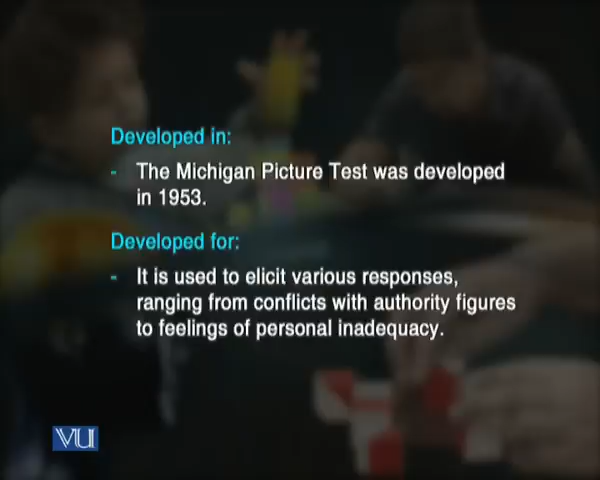 Developed in:
- The Michigan Picture Test was developed
in 1953.
Developed for:
- It is used to elicit various responses,
ranging from conflicts with authority figures
to feelings of personal inadequacy.
VU